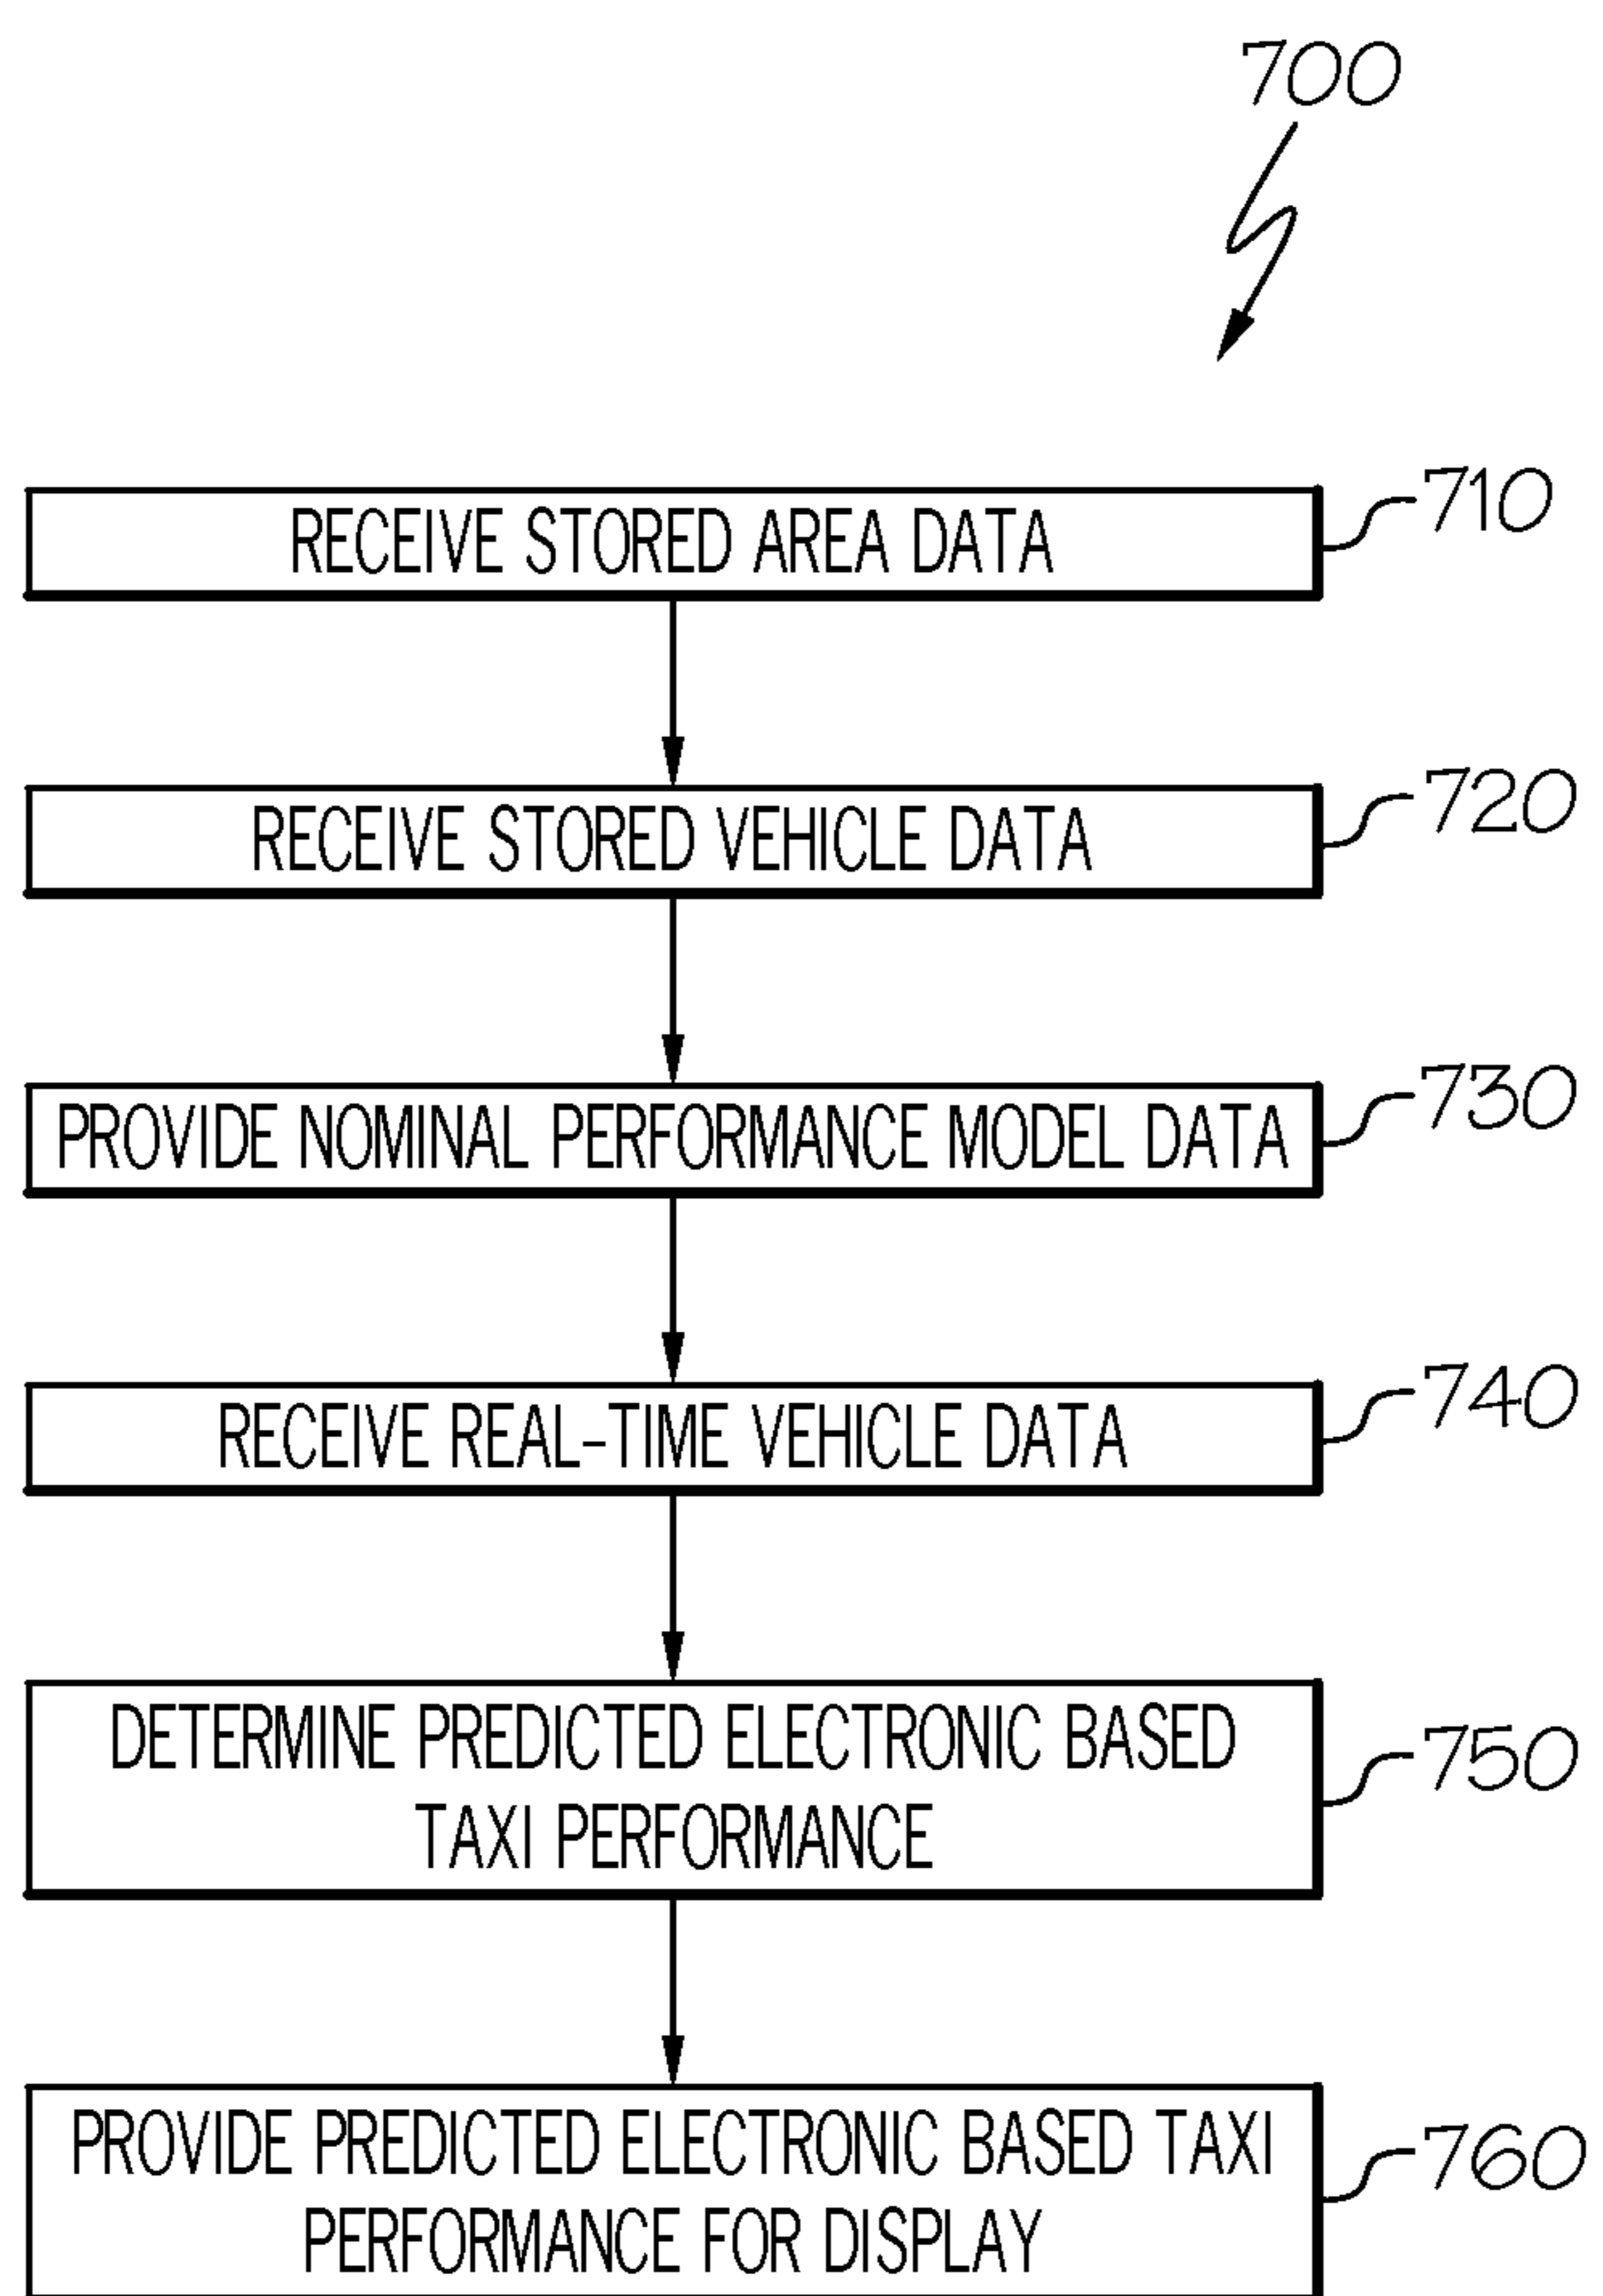 700
RECEIVE STORED AREA DATA
710
RECEIVE STORED VEHICLE DATA
720
PROVIDE NOMINAL PERFORMANCE MODEL DATA
730
RECEIVE REAL-TIME VEHICLE DATA
740
DETERMINE PREDICTED ELECTRONIC BASED
TAXI PERFORMANCE
750
PROVIDE PREDICTED ELECTRONIC BASED TAXI
PERFORMANCE FOR DISPLAY
760